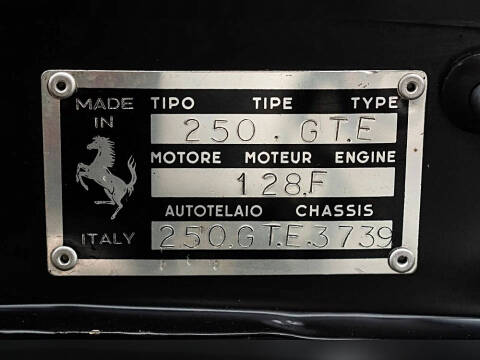 MADE IN ITALY
TIPO TIPE TYPE
250.GT.E
MOTORE MOTEUR ENGINE
128.F
AUTOTELAIO CHASSIS
250.GT.E.3739